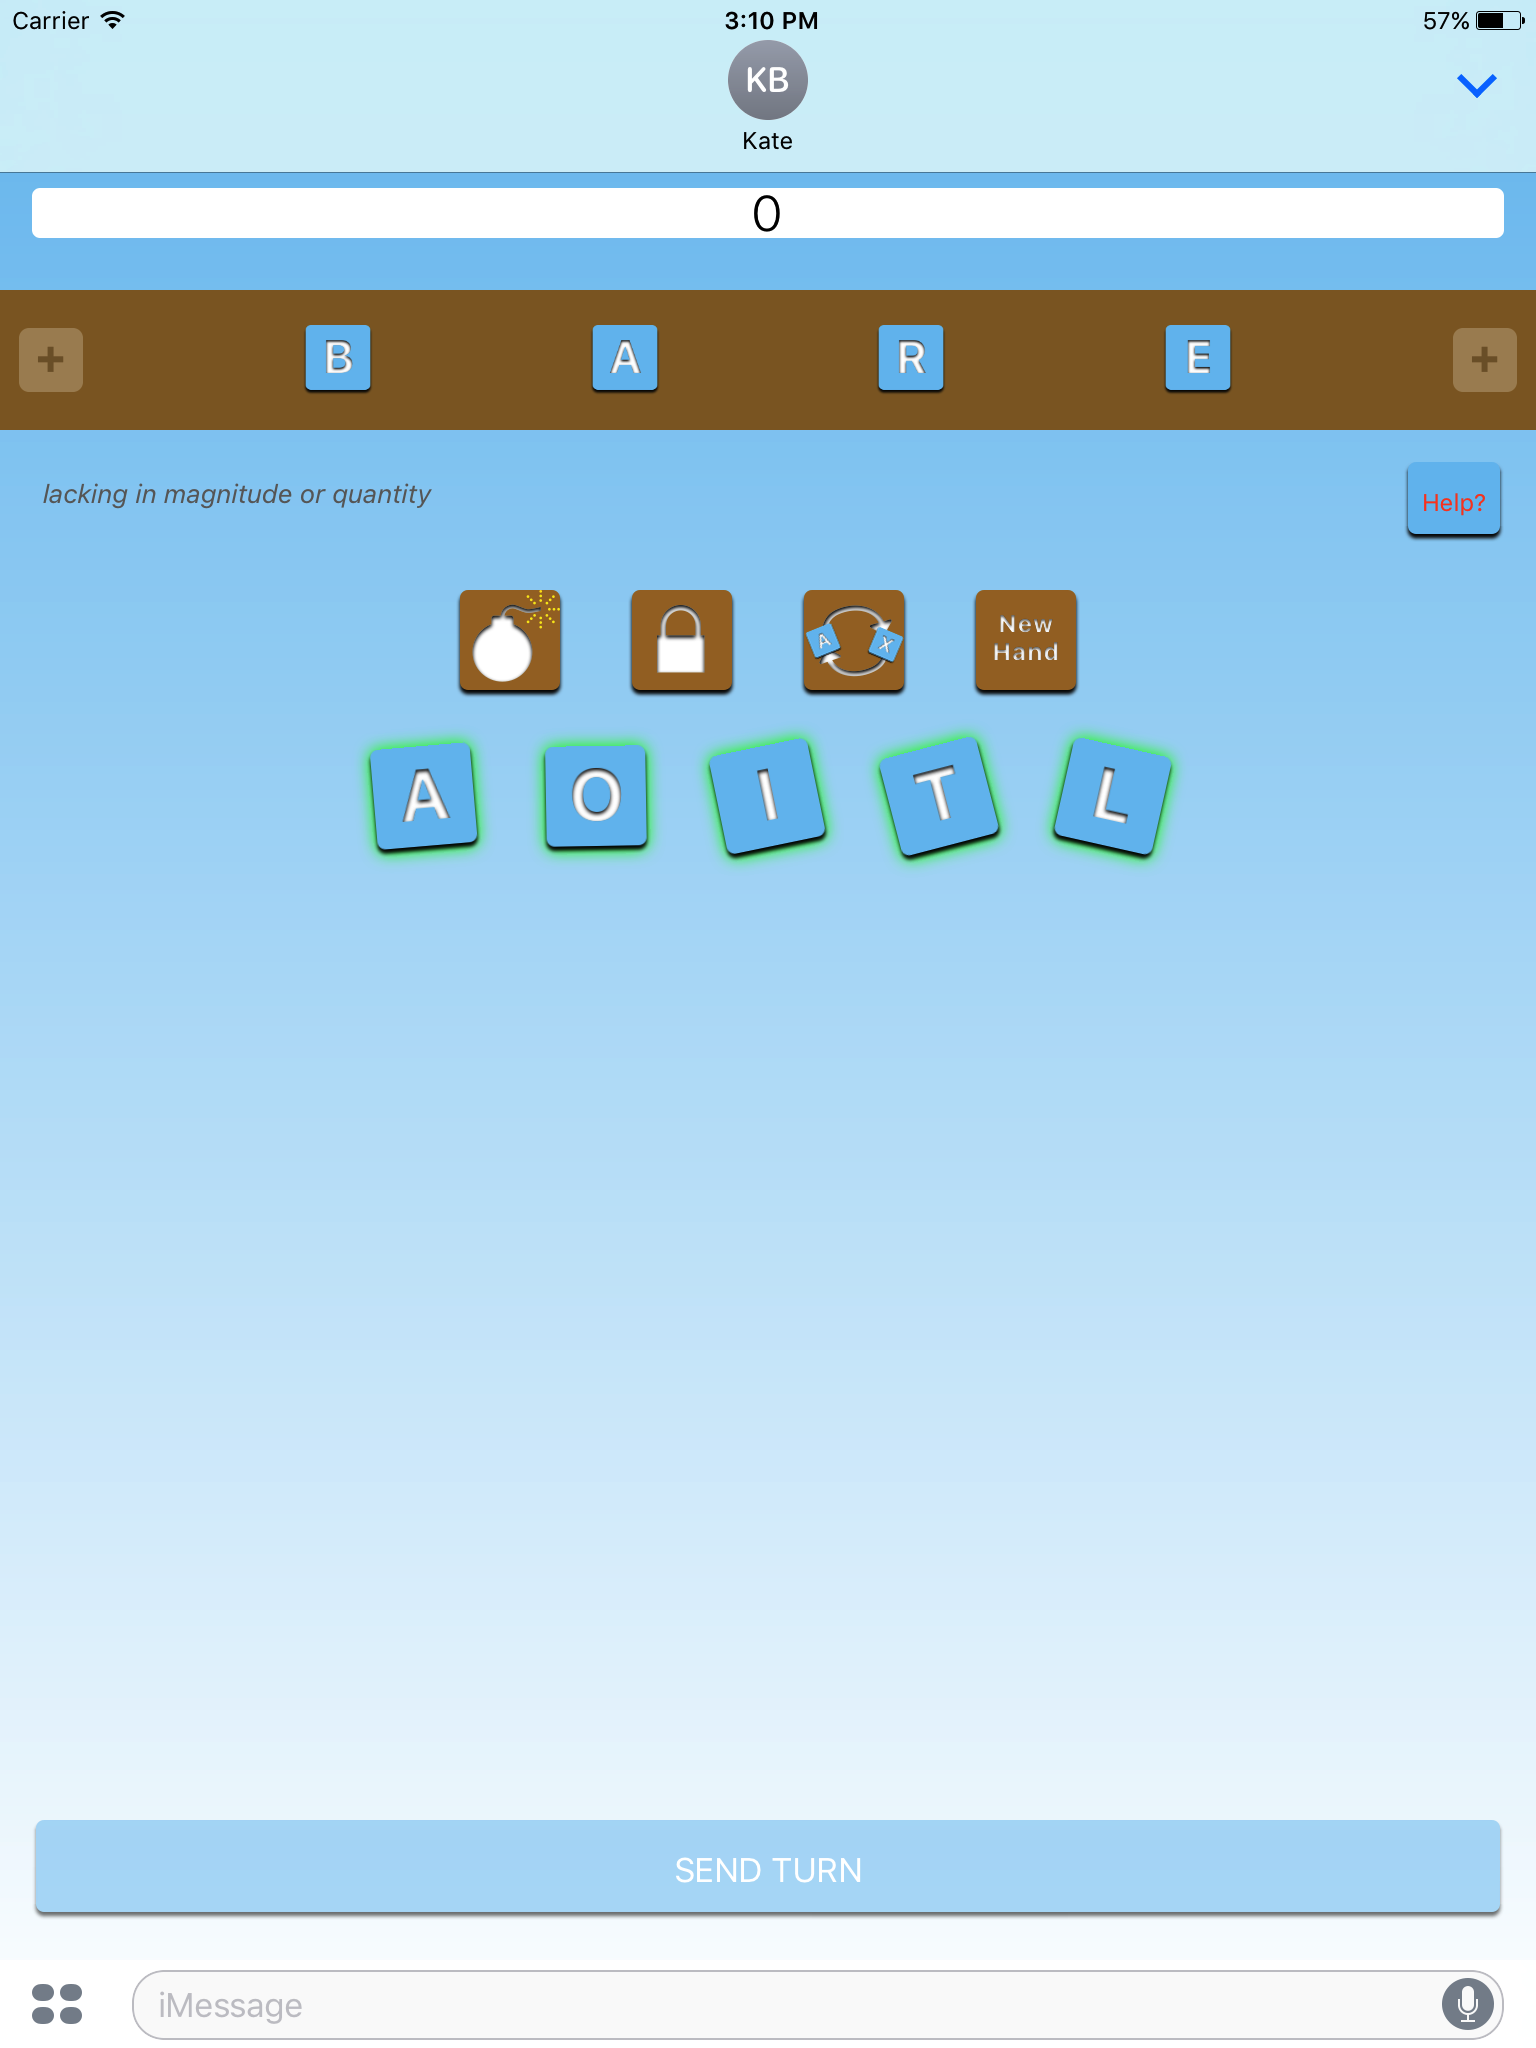 Carrier 3:10 PM 57%
KB
Kate
0
+ B A R E +
lacking in magnitude or quantity
Help?
A X New
Hand
A O I T L
SEND TURN
iMessage